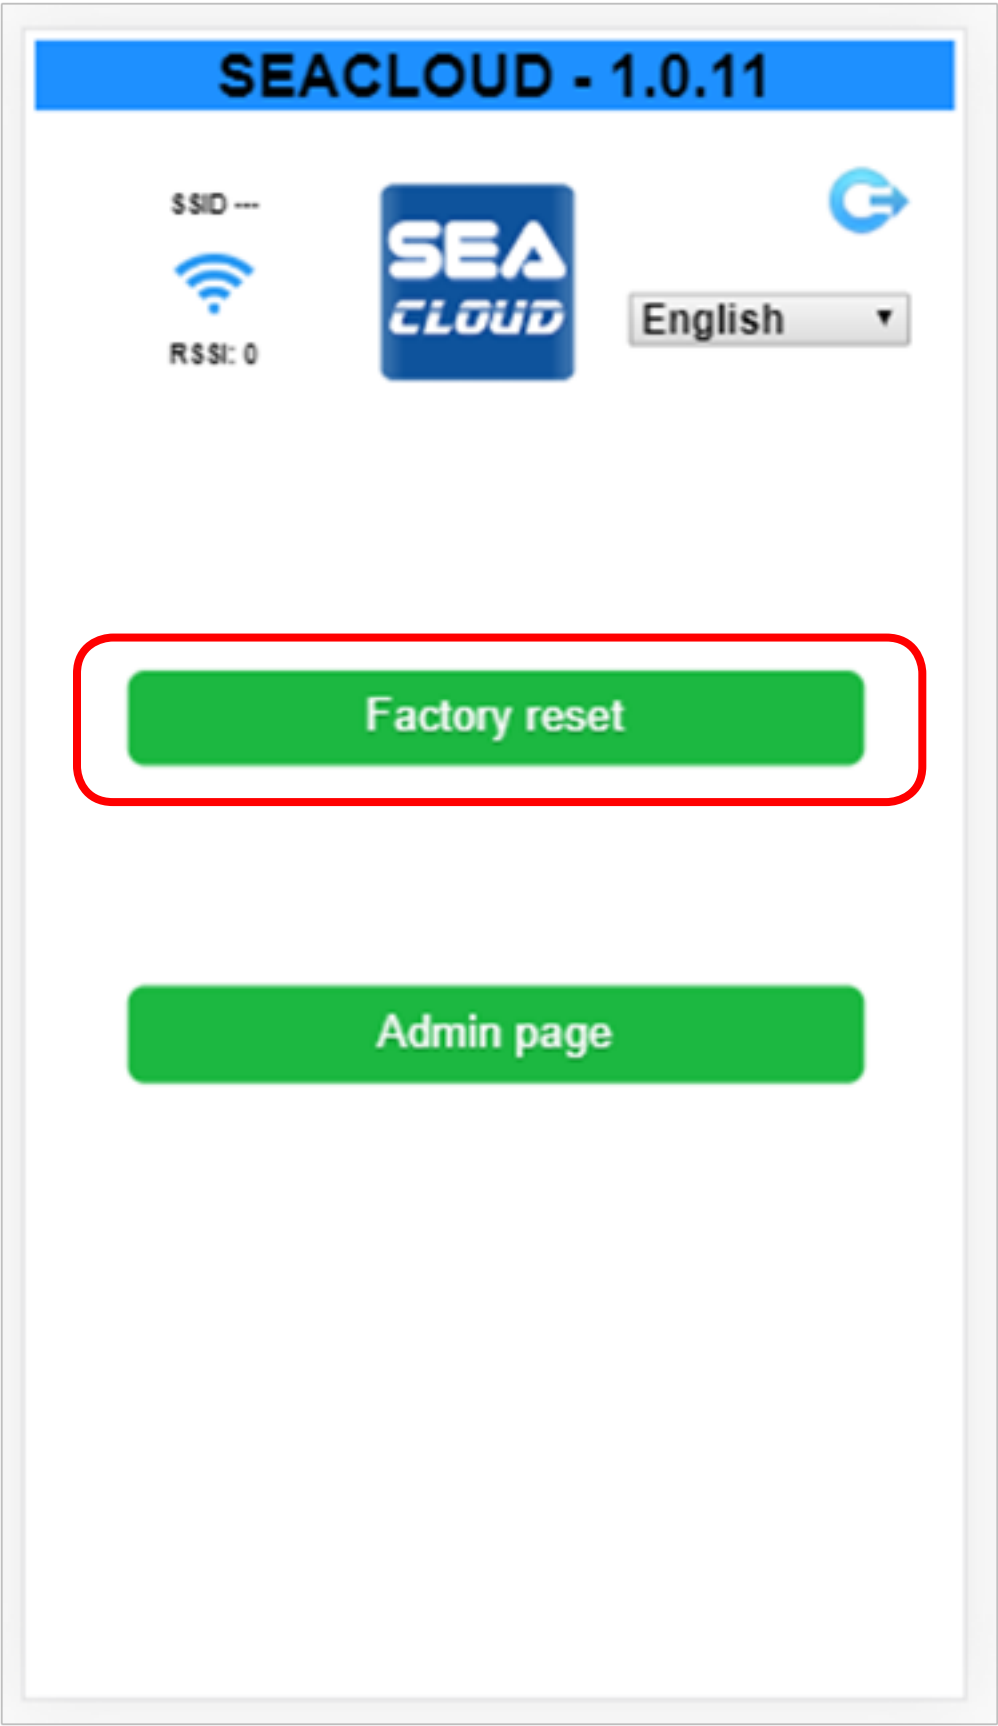 SEACLOUD - 1.0.11
SSID ---
SEA
CLOUD
RSSI: 0
English
Factory reset
Admin page